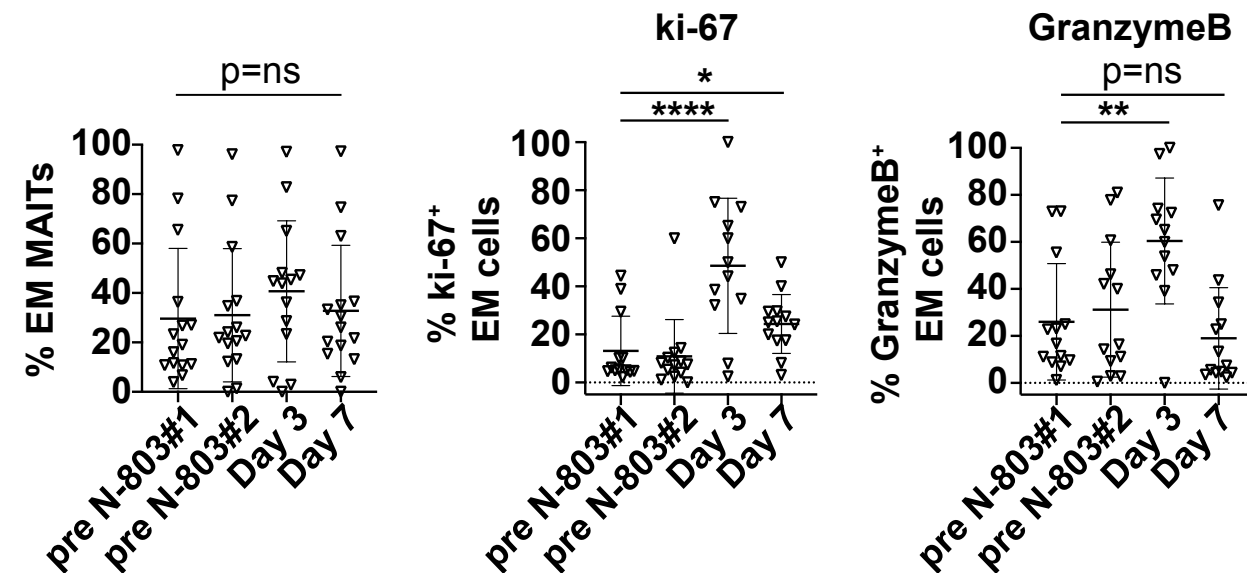 p=ns
% EM MAITs
100
80
60
40
20
0
pre N-803#1
pre N-803#2
Day 3
Day 7
ki-67
*
****
% ki-67+
EM cells
100
80
60
40
20
0
pre N-803#1
pre N-803#2
Day 3
Day 7
GranzymeB
p=ns
**
% GranzymeB+
EM cells
100
80
60
40
20
0
pre N-803#1
pre N-803#2
Day 3
Day 7